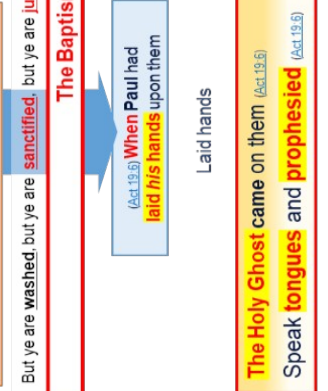 But ye are washed, but ye are sanctified, but ye are ju
The Baptis
(Act 19:6) When Paul had
laid his hands upon them
Laid hands
The Holy Ghost came on them (Act 19:6)
Speak tongues and prophesied (Act 19:6)